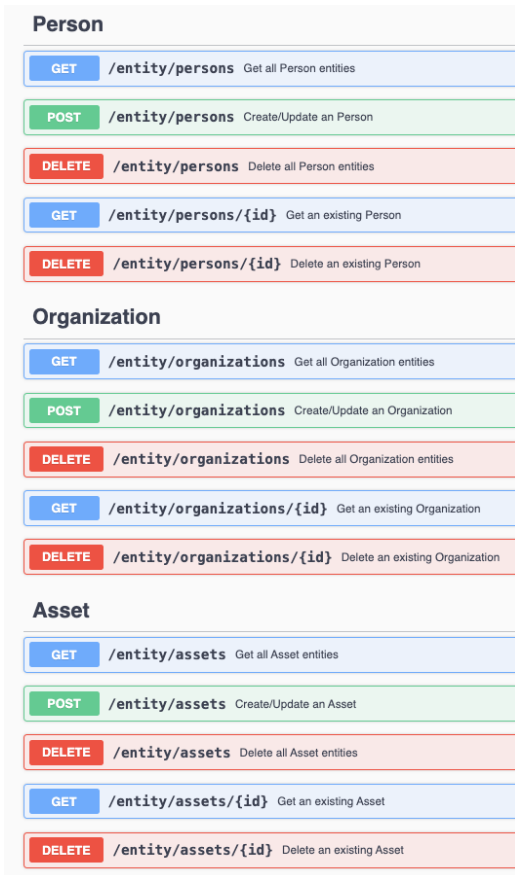 Person
GET /entity/persons Get all Person entities
POST /entity/persons Create/Update an Person
DELETE /entity/persons Delete all Person entities
GET /entity/persons/{id} Get an existing Person
DELETE /entity/persons/{id} Delete an existing Person
Organization
GET /entity/organizations Get all Organization entities
POST /entity/organizations Create/Update an Organization
DELETE /entity/organizations Delete all Organization entities
GET /entity/organizations/{id} Get an existing Organization
DELETE /entity/organizations/{id} Delete an existing Organization
Asset
GET /entity/assets Get all Asset entities
POST /entity/assets Create/Update an Asset
DELETE /entity/assets Delete all Asset entities
GET /entity/assets/{id} Get an existing Asset
DELETE /entity/assets/{id} Delete an existing Asset